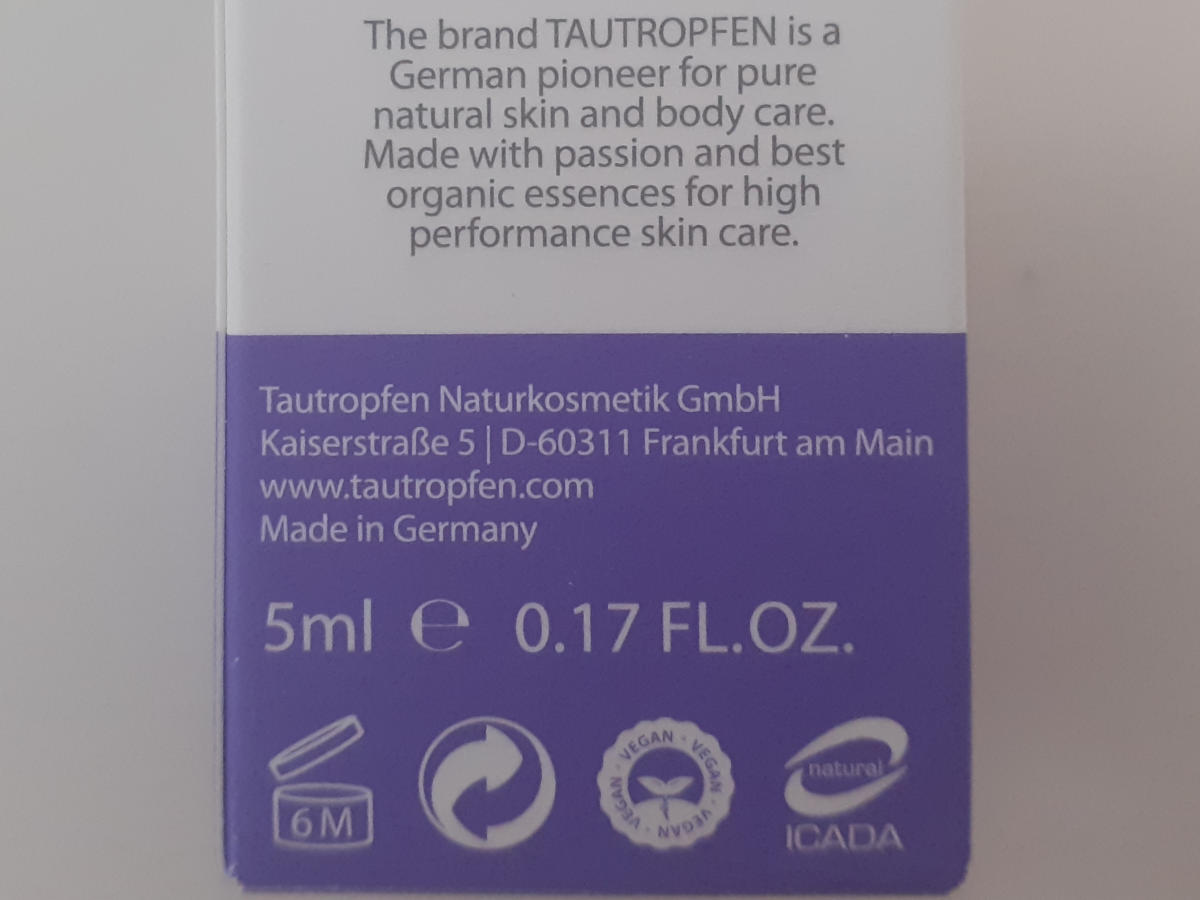 The brand TAUTROPFEN is a
German pioneer for pure
natural skin and body care.
Made with passion and best
organic essences for high
performance skin care.
Tautropfen Naturkosmetik GmbH
Kaiserstraße 5 | D-60311 Frankfurt am Main
www.tautropfen.com
Made in Germany
5ml ℮ 0.17 FL.OZ.
6M
VEGAN · VEGAN · VEGAN · VEGAN · VEGAN
natural
ICADA